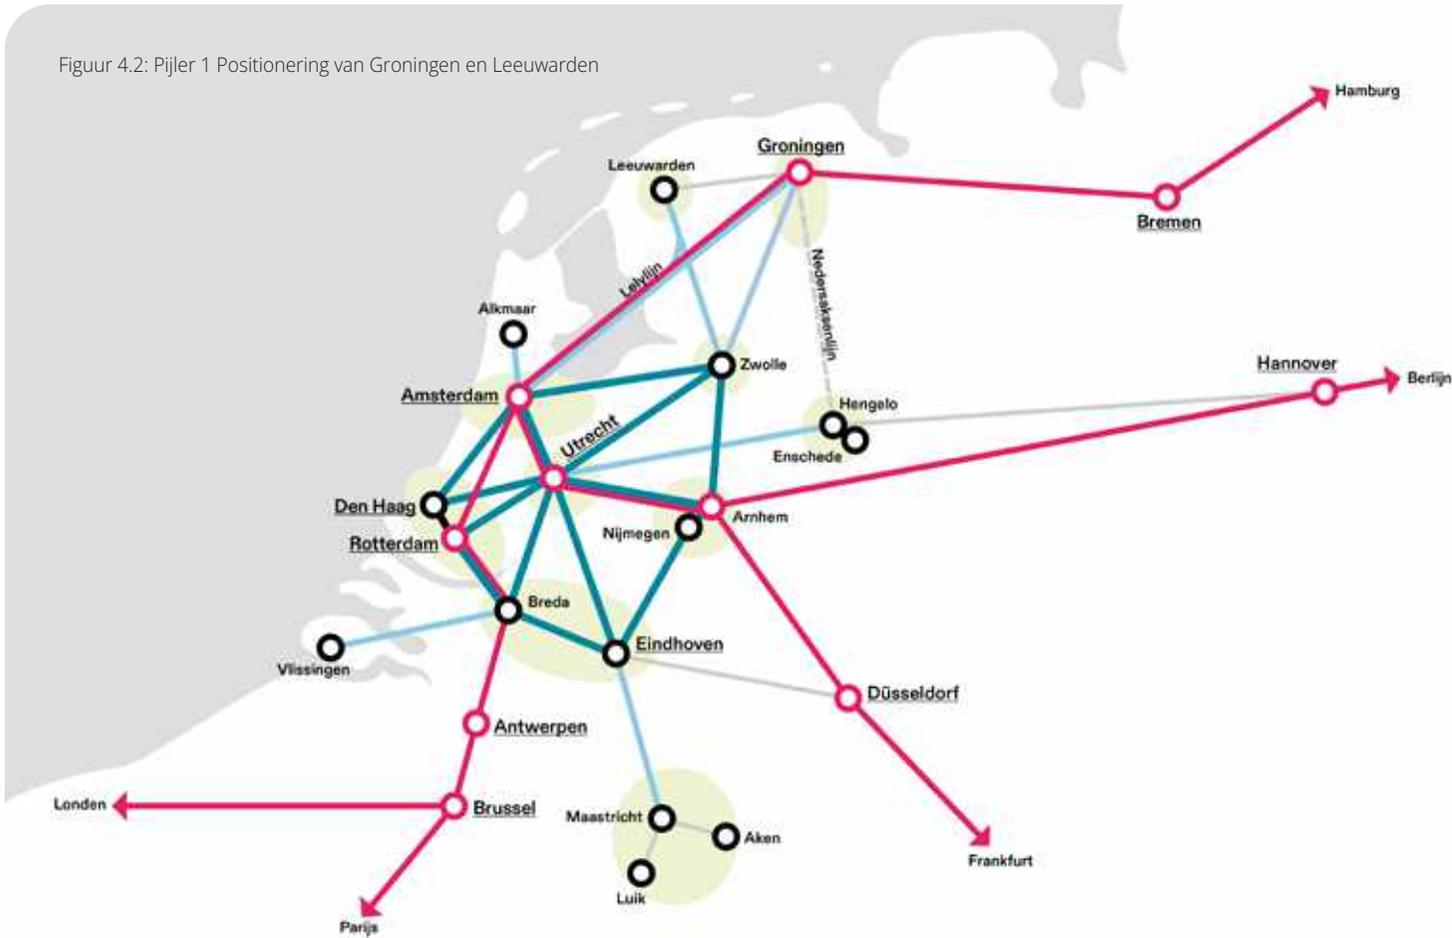 Figuur 4.2: Pijler 1 Positionering van Groningen en Leeuwarden
Hamburg
Groningen
Leeuwarden
Bremen
Nedersaksenlijn
Lelylijn
Alkmaar
Zwolle
Hannover
Berlijn
Amsterdam
Hengelo
Utrecht
Enschede
Den Haag
Arnhem
Nijmegen
Rotterdam
Breda
Eindhoven
Vlissingen
Düsseldorf
Antwerpen
Londen
Brussel
Maastricht
Aken
Frankfurt
Luik
Parijs